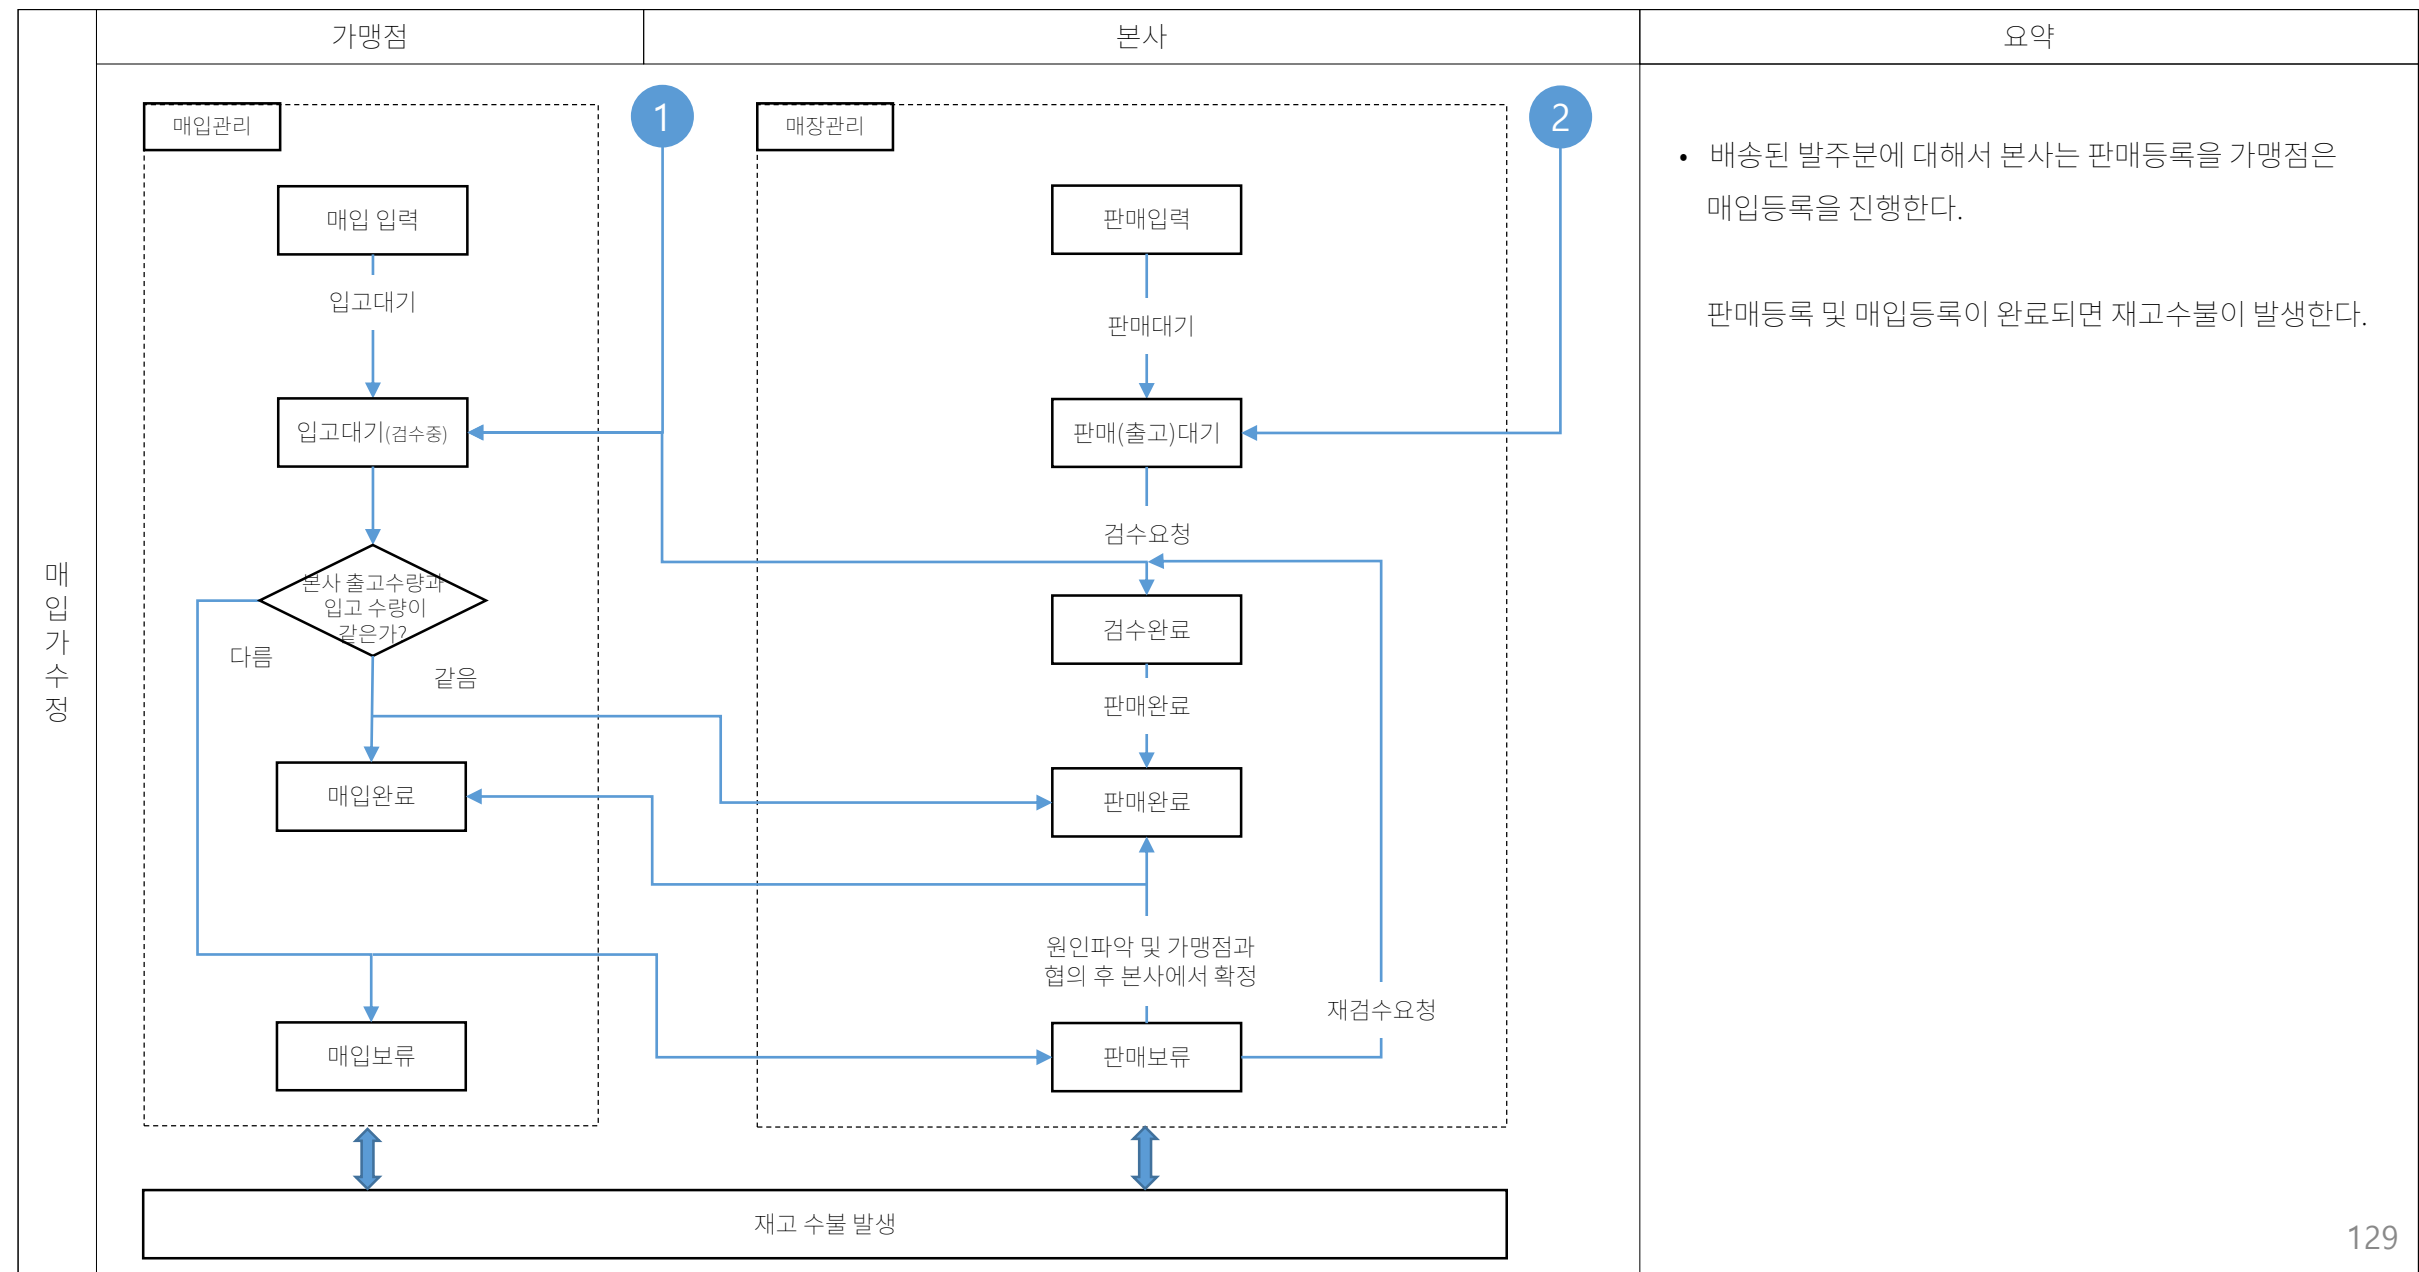 가맹점
본사
요약
매
입
가
수
정
매입관리
1
매입 입력
입고대기
입고대기(검수중)
본사 출고수량과
입고 수량이
같은가?
다름
같음
매입완료
매입보류
매장관리
2
판매입력
판매대기
판매(출고)대기
검수요청
검수완료
판매완료
판매완료
원인파악 및 가맹점과
협의 후 본사에서 확정
재검수요청
판매보류
재고 수불 발생
• 배송된 발주분에 대해서 본사는 판매등록을 가맹점은
매입등록을 진행한다.
판매등록 및 매입등록이 완료되면 재고수불이 발생한다.
129